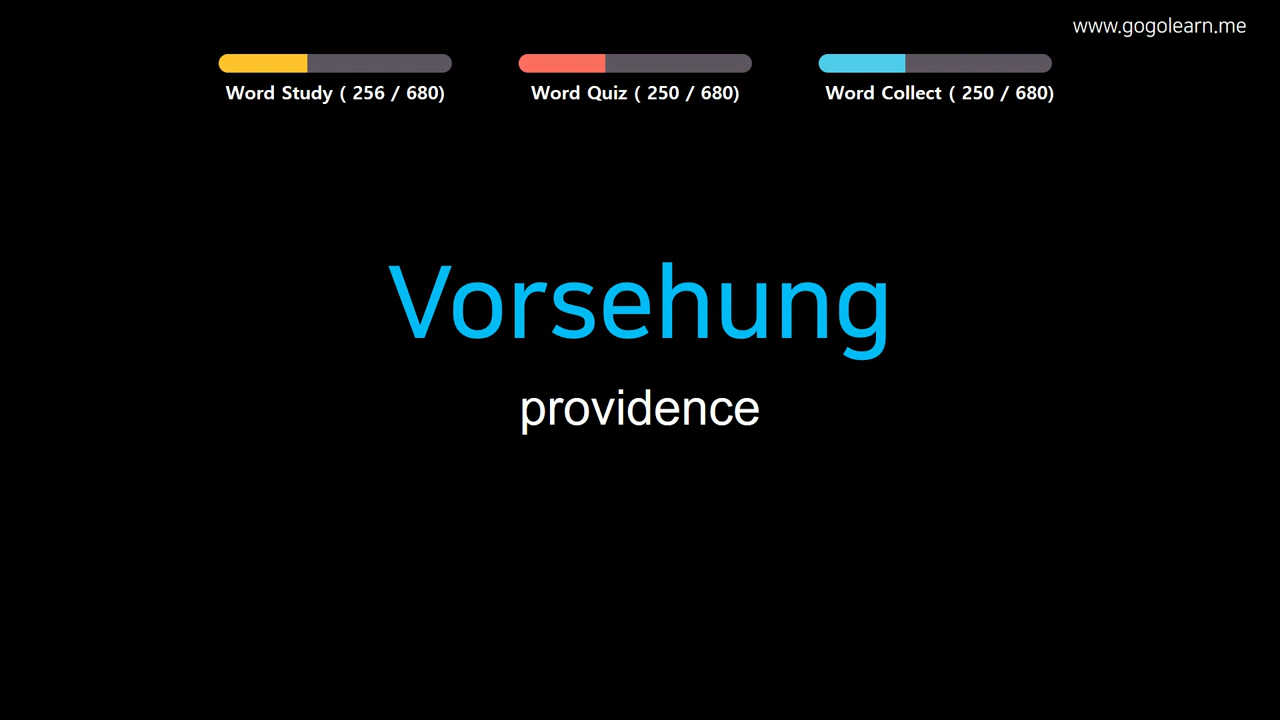 www.gogolearn.me
Word Study ( 256 / 680)
Word Quiz ( 250 / 680)
Word Collect ( 250 / 680)
Vorsehung
providence